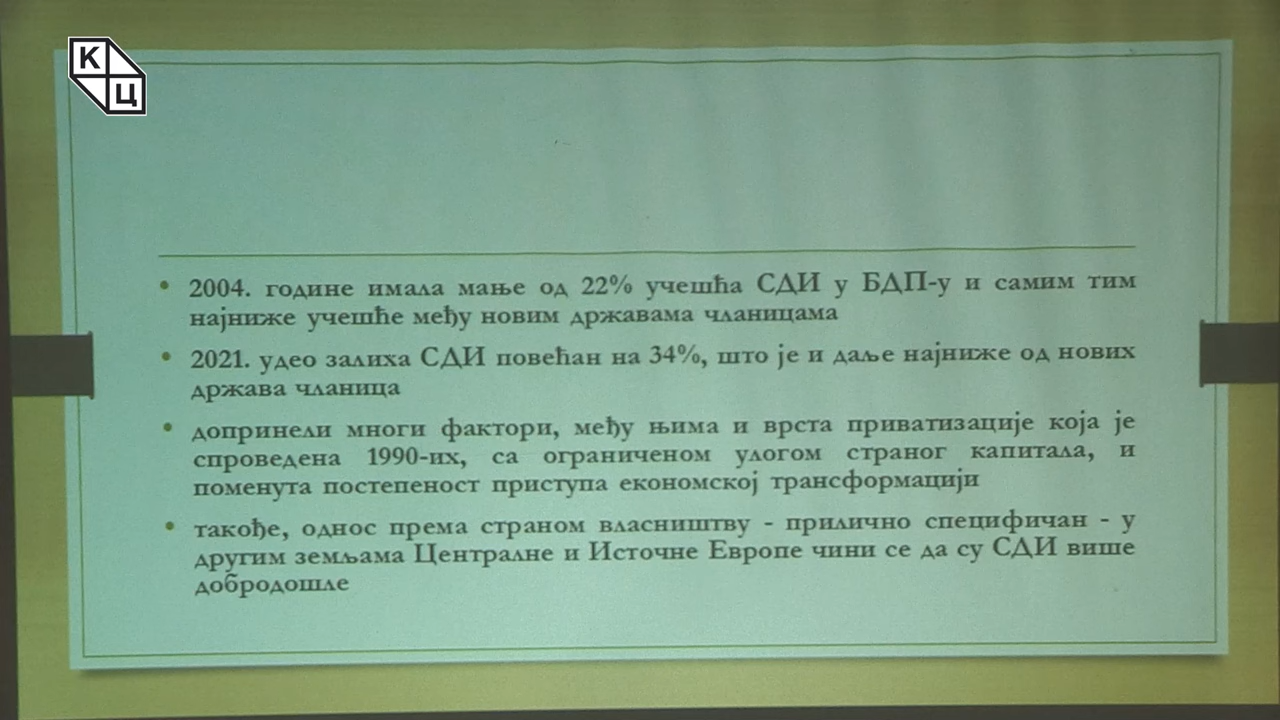 К
Ц
• 2004. године имала мање од 22% учешћа СДИ у БДП-у и самим тим
најниже учешће међу новим државама чланицама
• 2021. удео залиха СДИ повећан на 34%, што је и даље најниже од нових
држава чланица
• допринели многи фактори, међу њима и врста приватизације која је
спроведена 1990-их, са ограниченом улогом страног капитала, и
поменута постепеност приступа економској трансформацији
• такође, однос према страном власништву - прилично специфичан - у
другим земљама Централне и Источне Европе чини се да су СДИ више
добродошле